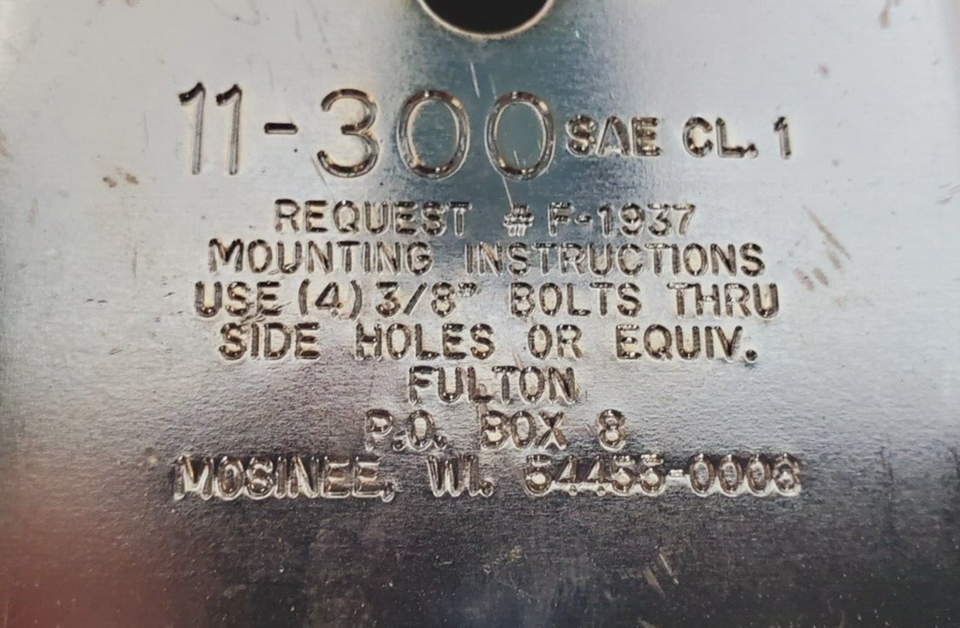 11-300 SAE CL. 1
REQUEST # F-1937
MOUNTING INSTRUCTIONS
USE (4) 3/8" BOLTS THRU
SIDE HOLES OR EQUIV.
FULTON
P.O. BOX 8
MOSINEE, WI. 54455-0008